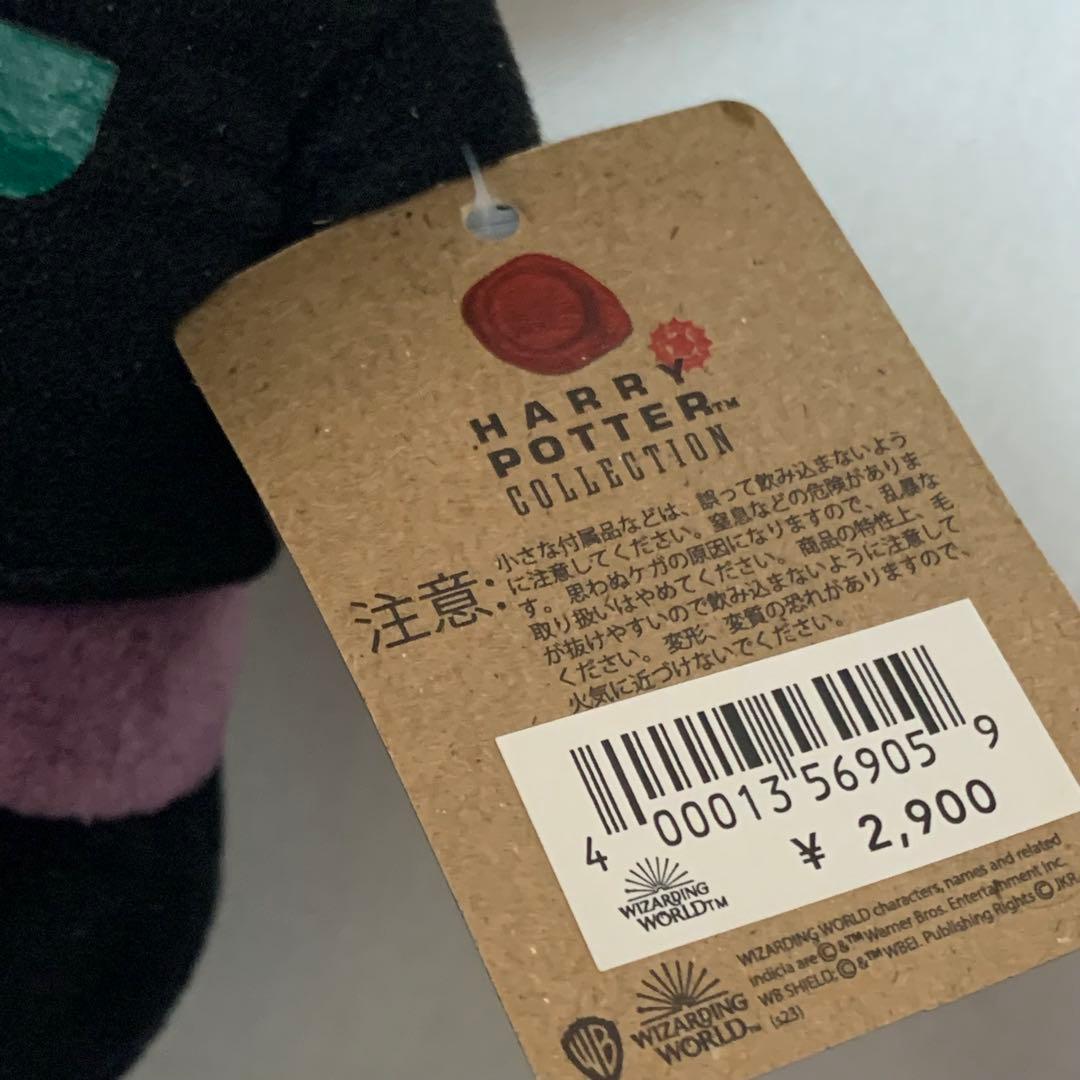 HARRY
POTTER™
COLLECTION
注意:
小さな付属品などは、誤って飲み込まないよう
に注意してください。窒息などの危険がありま
す。思わぬケガの原因になりますので、乱暴な
取り扱いはやめてください。商品の特性上、毛
が抜けやすいので飲み込まないように注意して
ください。変形、変質の恐れがありますので、
火気に近づけないでください。
4 000135 69055 9
¥ 2,900
WIZARDING
WORLD™
WIZARDING WORLD characters, names and related
indicia are © & ™ Warner Bros. Entertainment Inc.
WB SHIELD: © & ™ WBEI. Publishing Rights © JKR.
(s23)
WB
WIZARDING
WORLD™